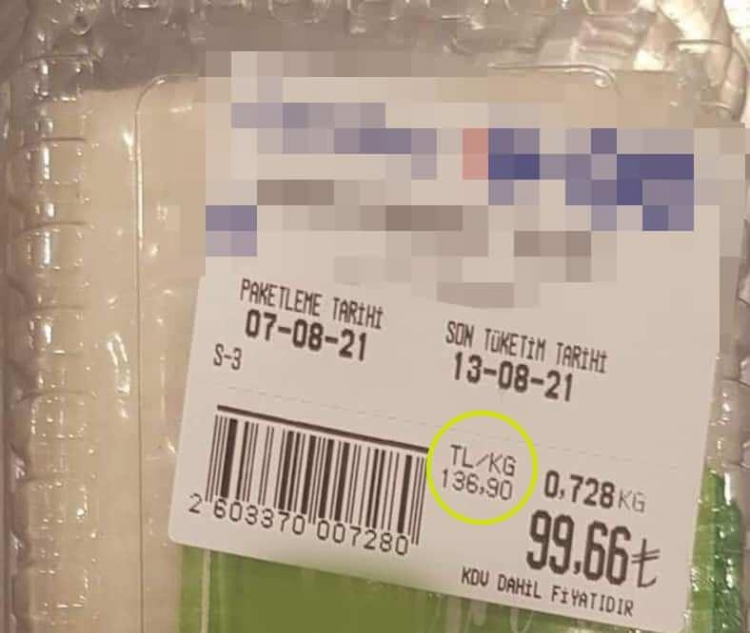 PAKETLEME TARİHİ
07-08-21
SON TÜKETİM TARİHİ
13-08-21
S-3
TL/KG
136,90
0,728 KG
99,66₺
2 603370 007280
KDV DAHİL FİYATIDIR